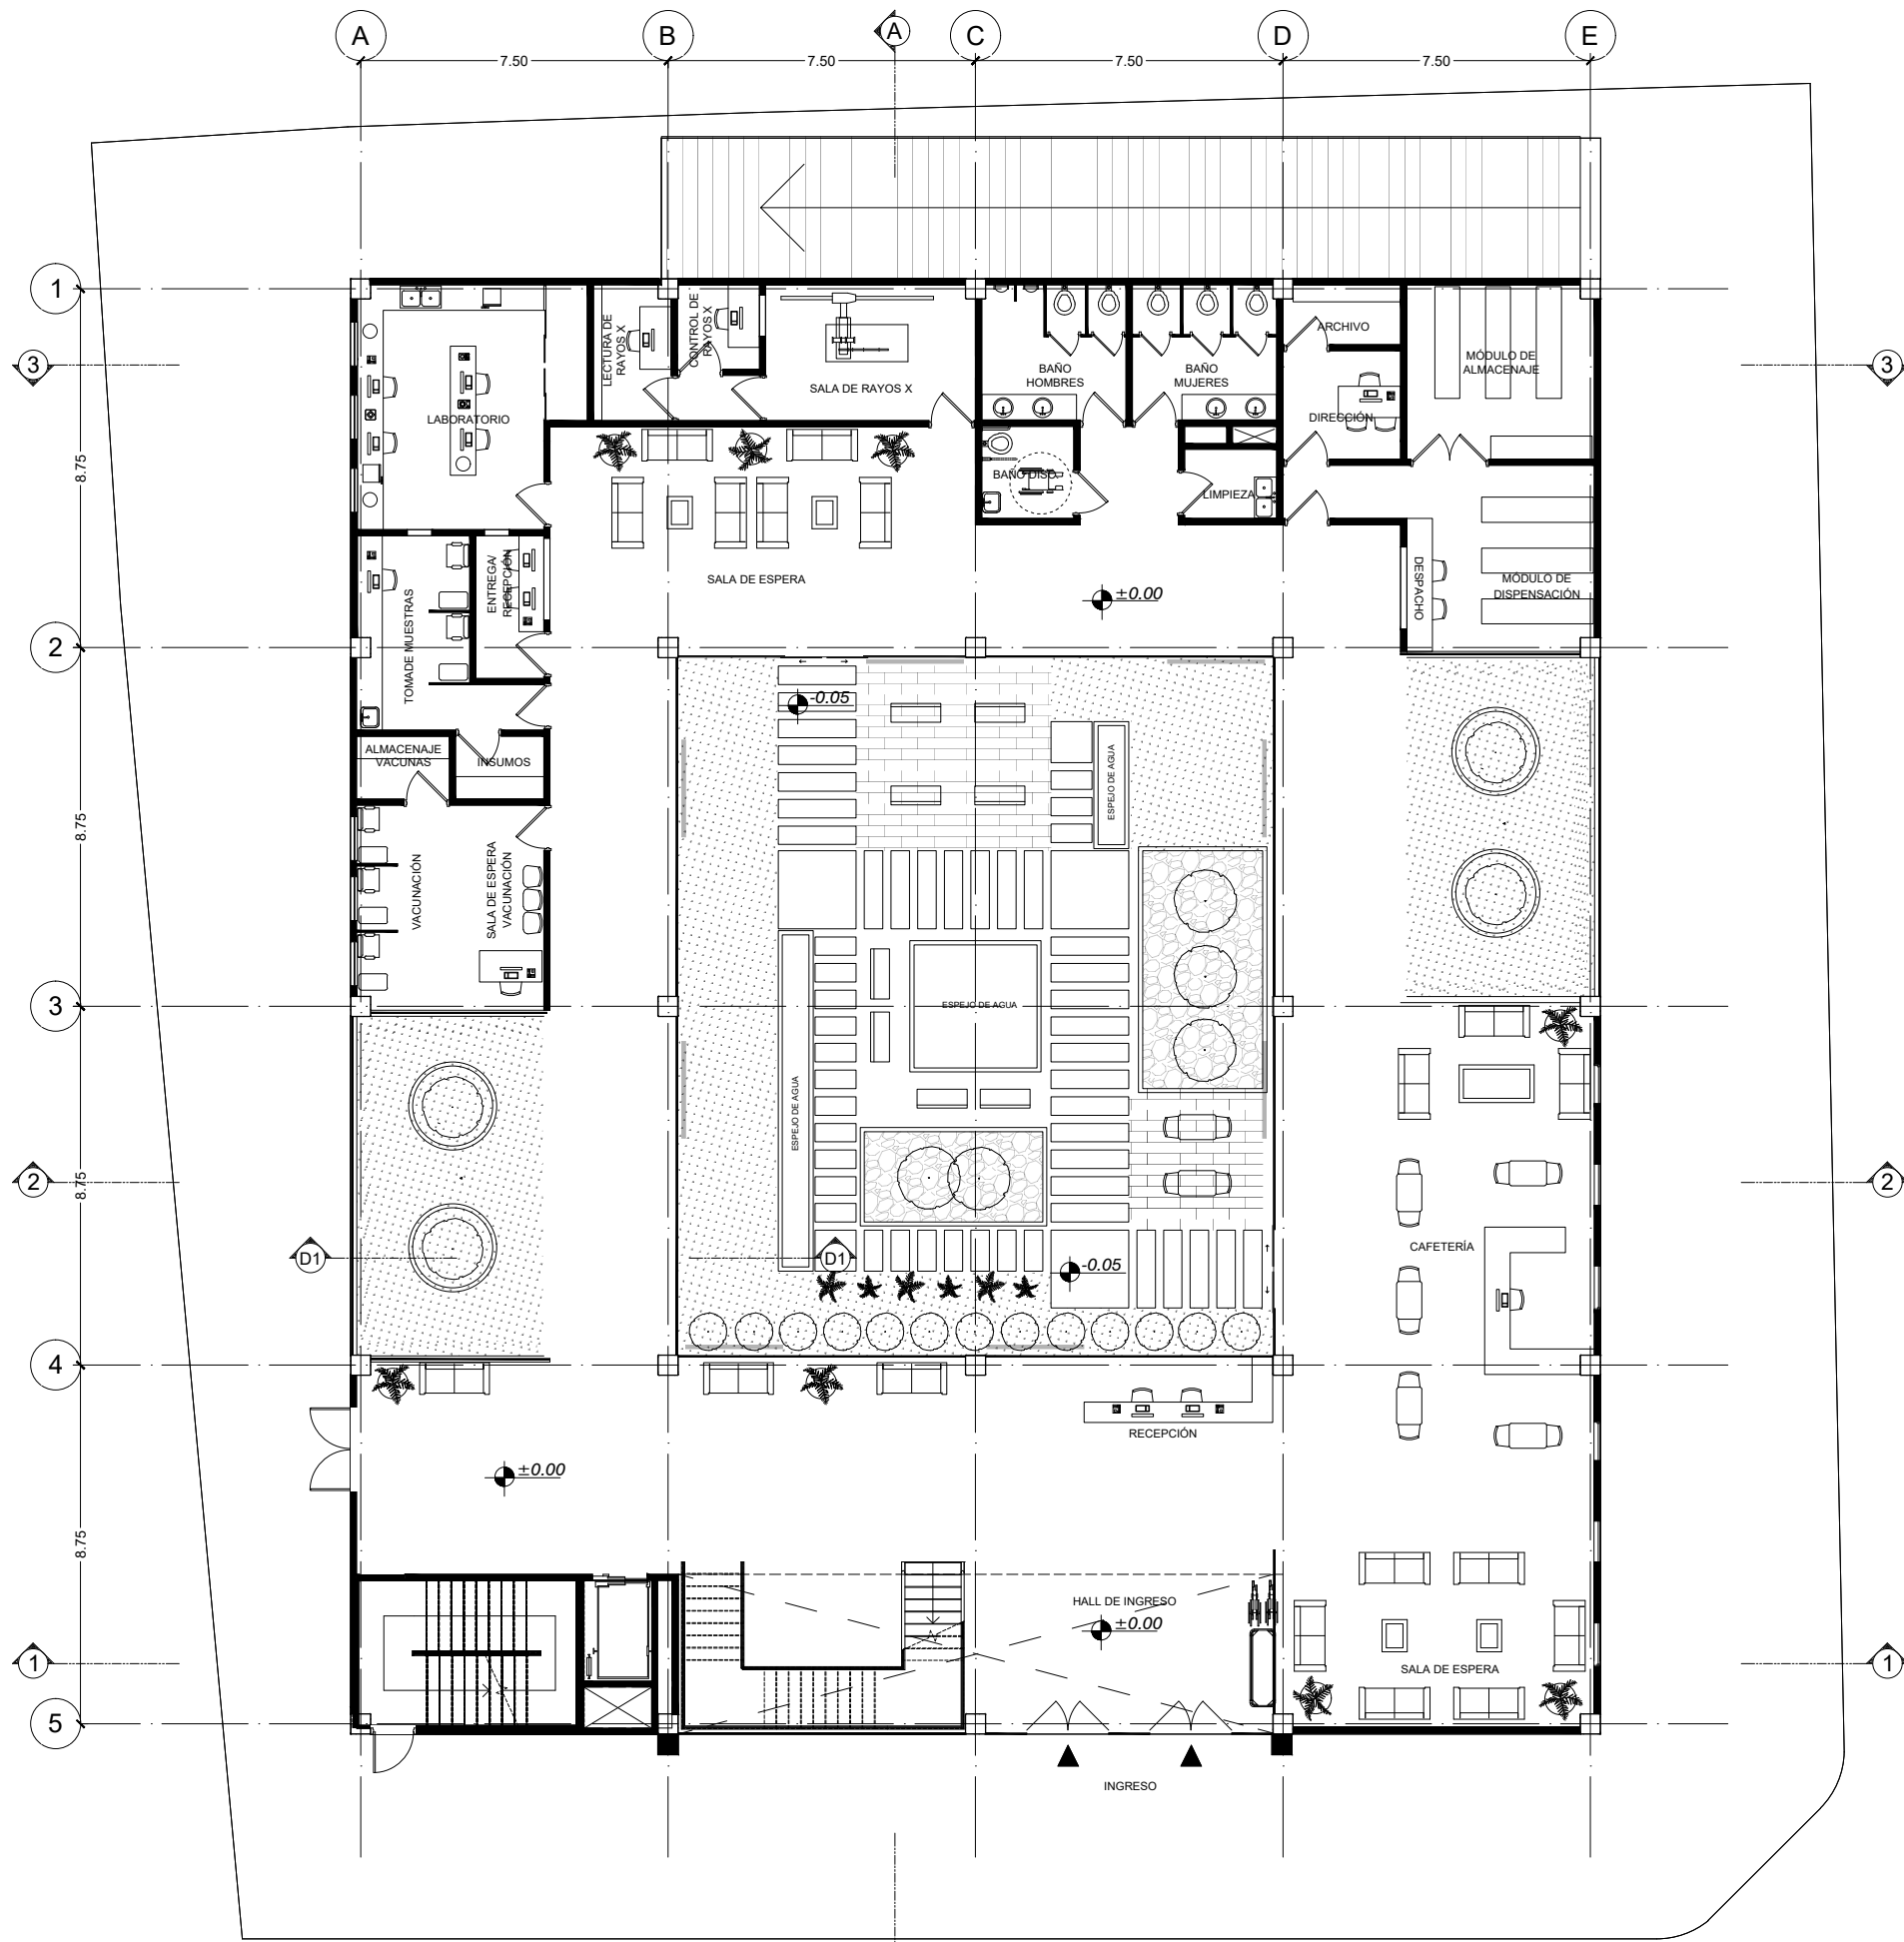 A
B
A
C
D
E
7.50
7.50
7.50
7.50
1
ARCHIVO
LECTURA DE
RAYOS X
CONTROL DE
RAYOS X
MÓDULO DE
ALMACENAJE
3
3
BAÑO
HOMBRES
BAÑO
MUJERES
SALA DE RAYOS X
LABORATORIO
DIRECCIÓN
8.75
BAÑO DISC.
LIMPIEZA
SALA DE ESPERA
ENTREGA/
RECEPCIÓN
TOMA DE MUESTRAS
±0.00
DESPACHO
MÓDULO DE
DISPENSACIÓN
2
-0.05
ALMACENAJE
VACUNAS
INSUMOS
ESPEJO DE AGUA
8.75
VACUNACIÓN
SALA DE ESPERA
VACUNACIÓN
3
ESPEJO DE AGUA
ESPEJO DE AGUA
2
8.75
2
CAFETERÍA
D1
D1
-0.05
4
RECEPCIÓN
±0.00
8.75
HALL DE INGRESO
±0.00
1
SALA DE ESPERA
1
5
INGRESO